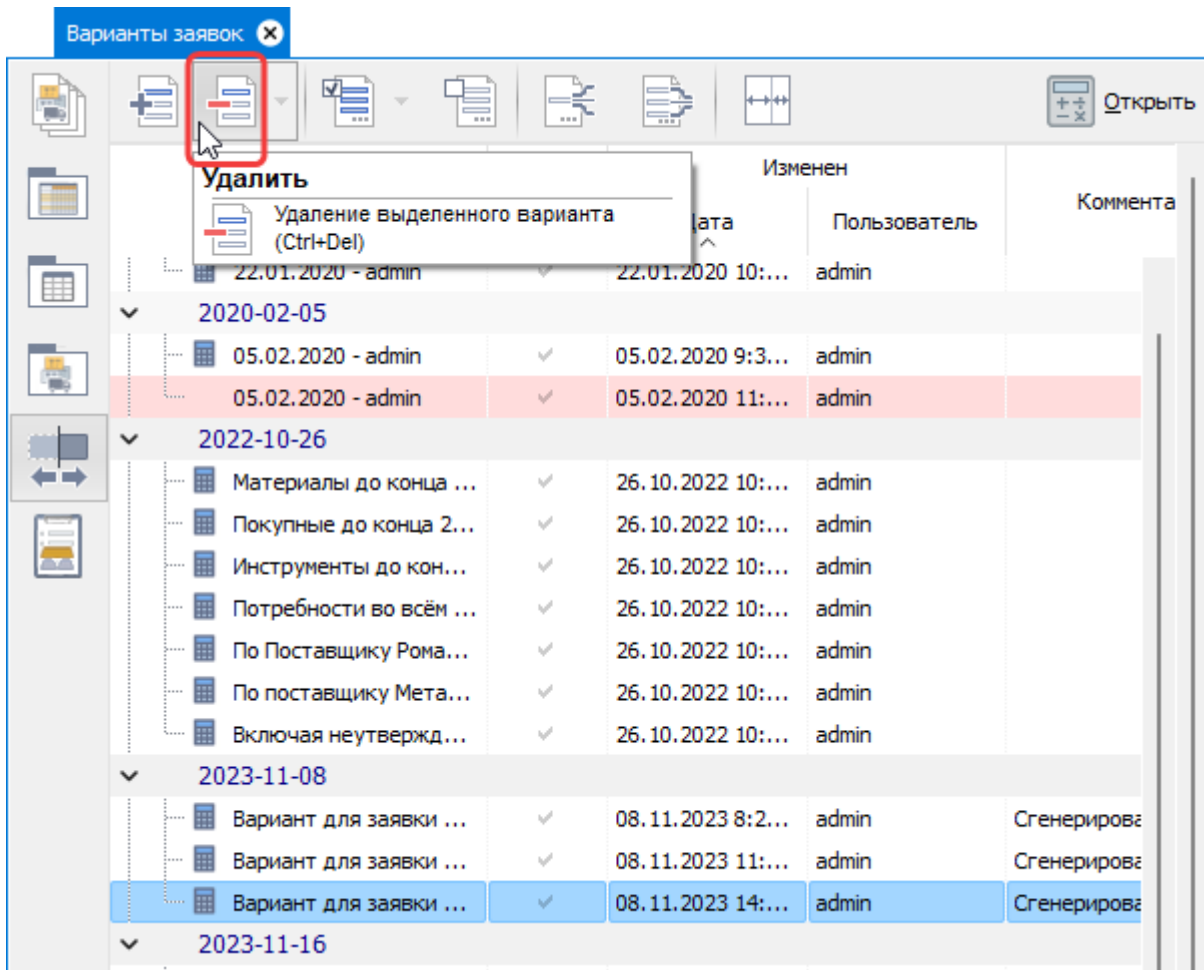 Варианты заявок
Открыть
Удалить
Удаление выделенного варианта
(Ctrl+Del)
Изменен
Дата
Пользователь
Коммента
22.01.2020 - admin 22.01.2020 10:... admin
2020-02-05
05.02.2020 - admin 05.02.2020 9:3... admin
05.02.2020 - admin 05.02.2020 11:... admin
2022-10-26
Материалы до конца ... 26.10.2022 10:... admin
Покупные до конца 2... 26.10.2022 10:... admin
Инструменты до кон... 26.10.2022 10:... admin
Потребности во всём ... 26.10.2022 10:... admin
По Поставщику Рома... 26.10.2022 10:... admin
По поставщику Мета... 26.10.2022 10:... admin
Включая неутвержд... 26.10.2022 10:... admin
2023-11-08
Вариант для заявки ... 08.11.2023 8:2... admin Сгенерирова
Вариант для заявки ... 08.11.2023 11:... admin Сгенерирова
Вариант для заявки ... 08.11.2023 14:... admin Сгенерирова
2023-11-16